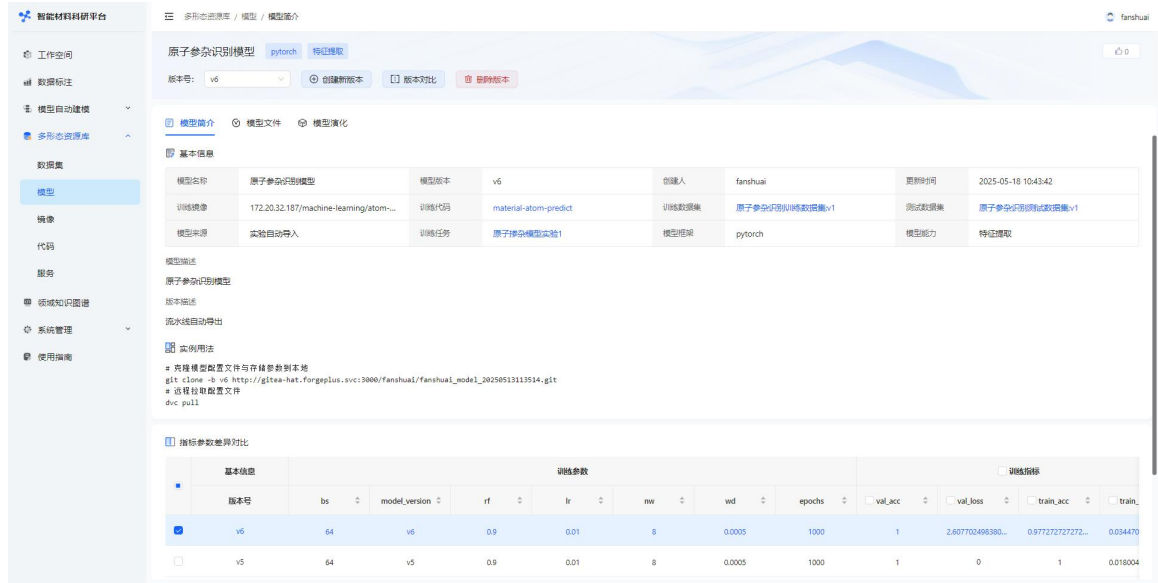 智能材料科研平台
多形态资源库 / 模型 / 模型简介
fanshuai
工作空间
数据标注
模型自动建模
多形态资源库
数据集
模型
镜像
代码
服务
领域知识图谱
系统管理
使用指南
原子参杂识别模型 pytorch 特征提取
0
版本号: v6 创建新版本 版本对比 删除版本
模型简介 模型文件 模型演化
基本信息
模型名称 原子参杂识别模型 模型版本 v6 创建人 fanshuai 更新时间 2025-05-18 10:43:42
训练镜像 172.20.32.187/machine-learning/atom-... 训练代码 material-atom-predict 训练数据集 原子参杂识别训练数据集:v1 测试数据集 原子参杂识别测试数据集:v1
模型来源 实验自动导入 训练任务 原子掺杂模型实验1 模型框架 pytorch 模型能力 特征提取
模型描述
原子参杂识别模型
版本描述
流水线自动导出
实例用法
# 克隆模型配置文件与存储参数到本地
git clone -b v6 http://gitea-hat.forgeplus.svc:3000/fanshuai/fanshuai_model_20250513113514.git
# 远程拉取配置文件
dvc pull
指标参数差异对比
基本信息 训练参数 训练指标
版本号 bs model_version rf lr nw wd epochs val_acc val_loss train_acc train_
v6 64 v6 0.9 0.01 8 0.0005 1000 1 2.607702498380... 0.977272727272... 0.034470
v5 64 v5 0.9 0.01 8 0.0005 1000 1 0 1 0.018004